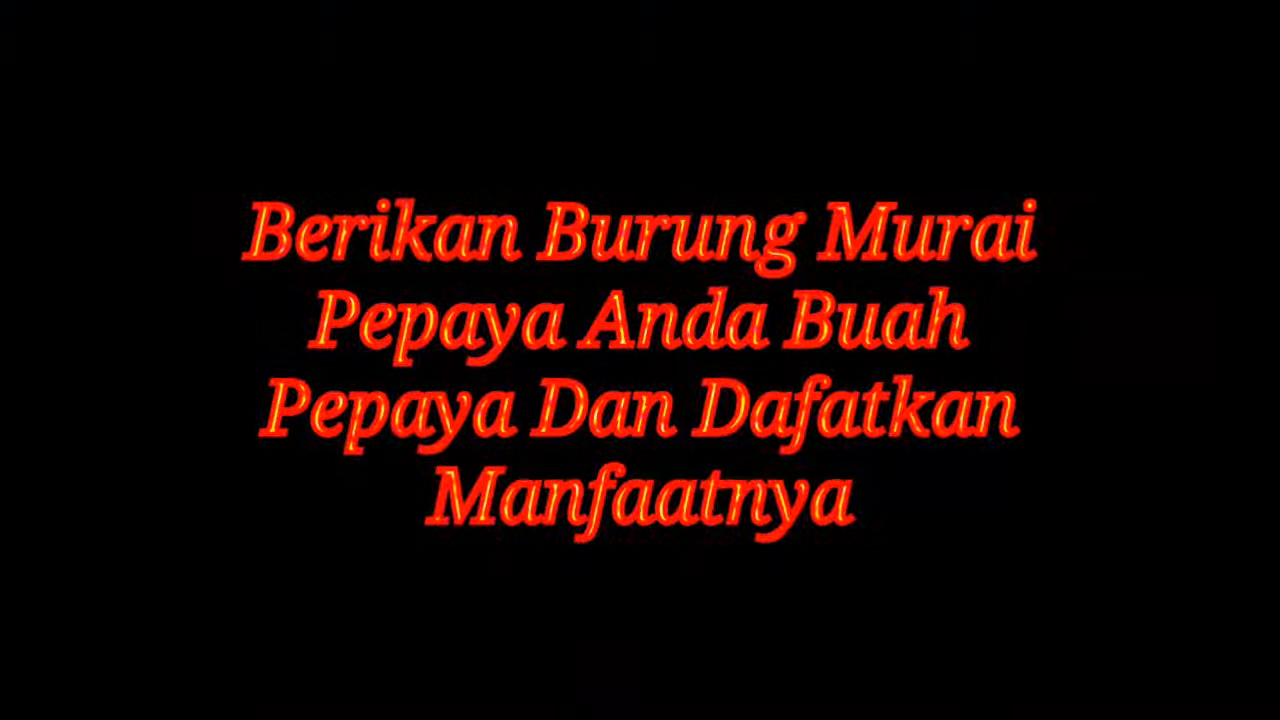 Berikan Burung Murai
Pepaya Anda Buah
Pepaya Dan Dafatkan
Manfaatnya